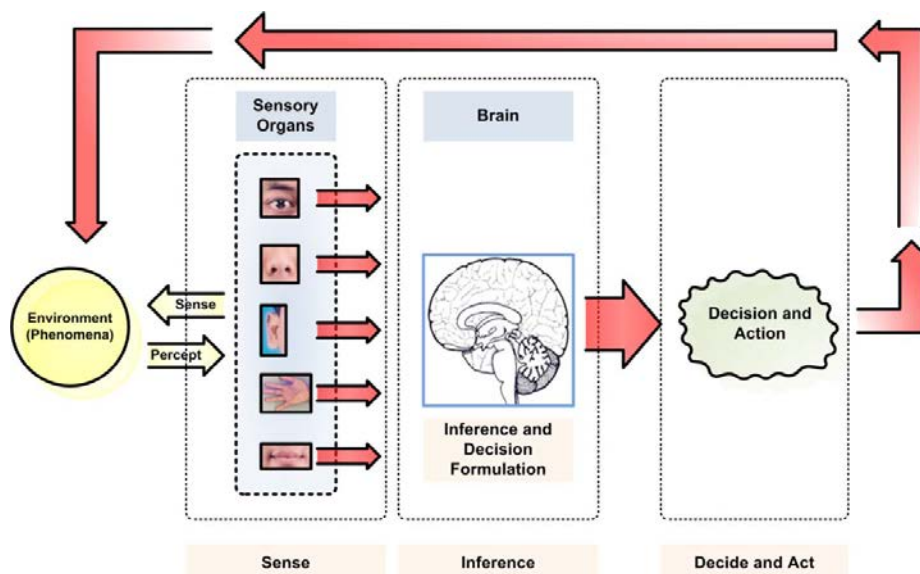 Sensory
Organs
Brain
Environment
(Phenomena)
Sense
Percept
Decision and
Action
Inference and
Decision
Formulation
Sense
Inference
Decide and Act